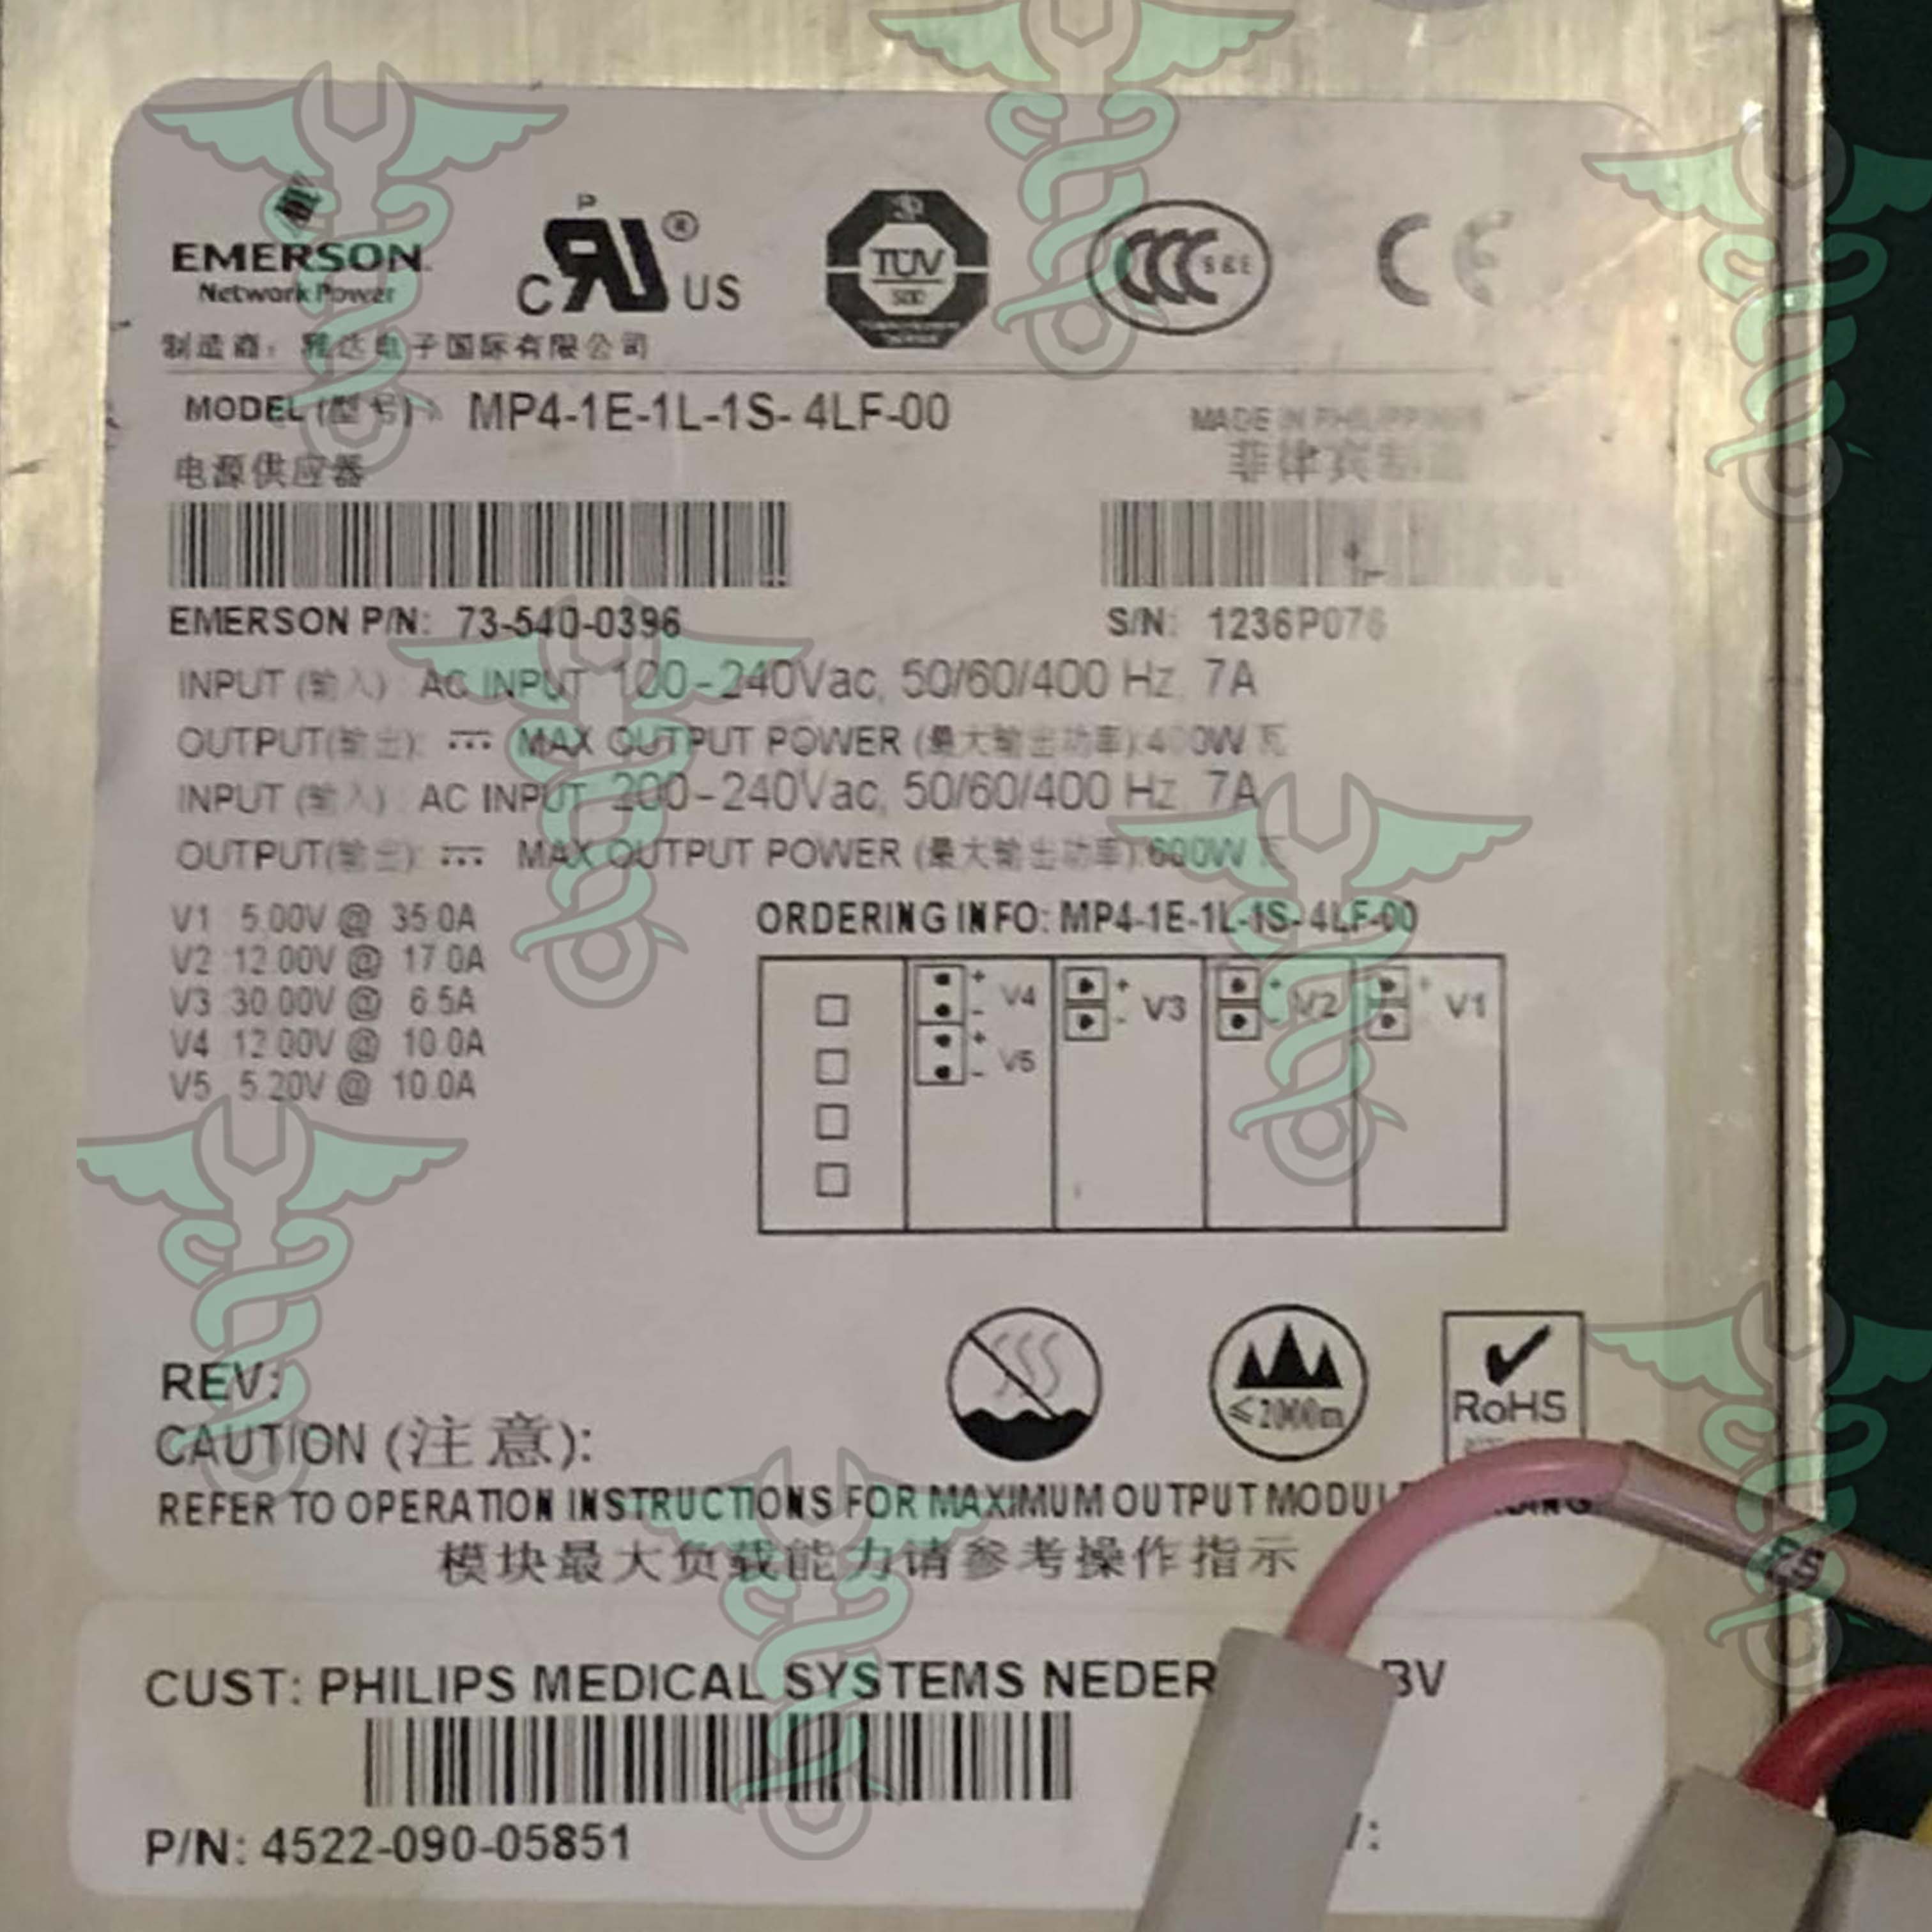 EMERSON
Network Power
P
C RU ® US
TÜV
CCC S&E
CE
制造商: 雅达电子国际有限公司
MODEL (型号): MP4-1E-1L-1S- 4LF-00
MADE IN PHILIPPINES
电源供应器
菲律宾制造
EMERSON P/N: 73-540-0396
S/N: 1236P076
INPUT (输入): AC INPUT 100-240Vac, 50/60/400 Hz, 7A
OUTPUT(输出): MAX OUTPUT POWER (最大输出功率):400W 瓦
INPUT (输入): AC INPUT 200-240Vac, 50/60/400 Hz, 7A
OUTPUT(输出): MAX OUTPUT POWER (最大输出功率):600W 瓦
V1 5.00V @ 35.0A
V2 12.00V @ 17.0A
V3 30.00V @ 6.5A
V4 12.00V @ 10.0A
V5 5.20V @ 10.0A
ORDERING INFO: MP4-1E-1L-1S- 4LF-00
+ - V4
+ - V5
+ - V3
+ - V2
+ V1
REV:
≤2000m
RoHS
CAUTION (注意):
REFER TO OPERATION INSTRUCTIONS FOR MAXIMUM OUTPUT
模块最大负载能力请参考操作指示
CUST: PHILIPS MEDICAL SYSTEMS NEDER BV
P/N: 4522-090-05851